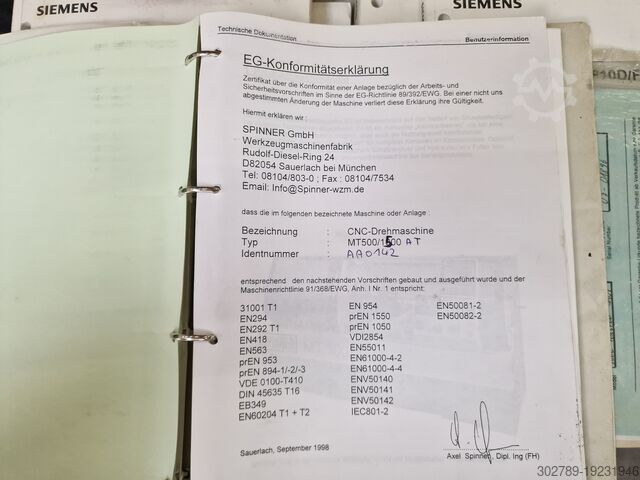 SIEMENS
SIEMENS
Technische Dokumentation
Benutzerinformation
EG-Konformitätserklärung
Zertifikat über die Konformität einer Anlage bezüglich der Arbeits- und
Sicherheitsvorschriften im Sinne der EG-Richtlinie 89/392/EWG. Bei einer nicht uns
abgestimmten Änderung der Maschine verliert diese Erklärung ihre Gültigkeit.
Hiermit erklären wir :
SPINNER GmbH
Werkzeugmaschinenfabrik
Rudolf-Diesel-Ring 24
D82054 Sauerlach bei München
Tel: 08104/803-0 ; Fax : 08104/7534
Email: Info@Spinner-wzm.de
dass die im folgenden bezeichnete Maschine oder Anlage :
Bezeichnung : CNC-Drehmaschine
Typ : MT500/1500 AT
Identnummer : AA0142
entsprechend den nachstehenden Vorschriften gebaut und ausgeführt wurde und der
Maschinenrichtlinie 91/368/EWG, Anh. I Nr. 1 entspricht:
31001 T1 EN 954 EN50081-2
EN294 prEN 1550 EN50082-2
EN292 T1 prEN 1050
EN418 VDI2854
EN563 EN55011
prEN 953 EN61000-4-2
prEN 894-1/-2/-3 EN61000-4-4
VDE 0100-T410 ENV50140
DIN 45635 T16 ENV50141
EB349 ENV50142
EN60204 T1 + T2 IEC801-2
Sauerlach, September 1998
Axel Spinner, Dipl. Ing (FH)
810D/
302789-19231946